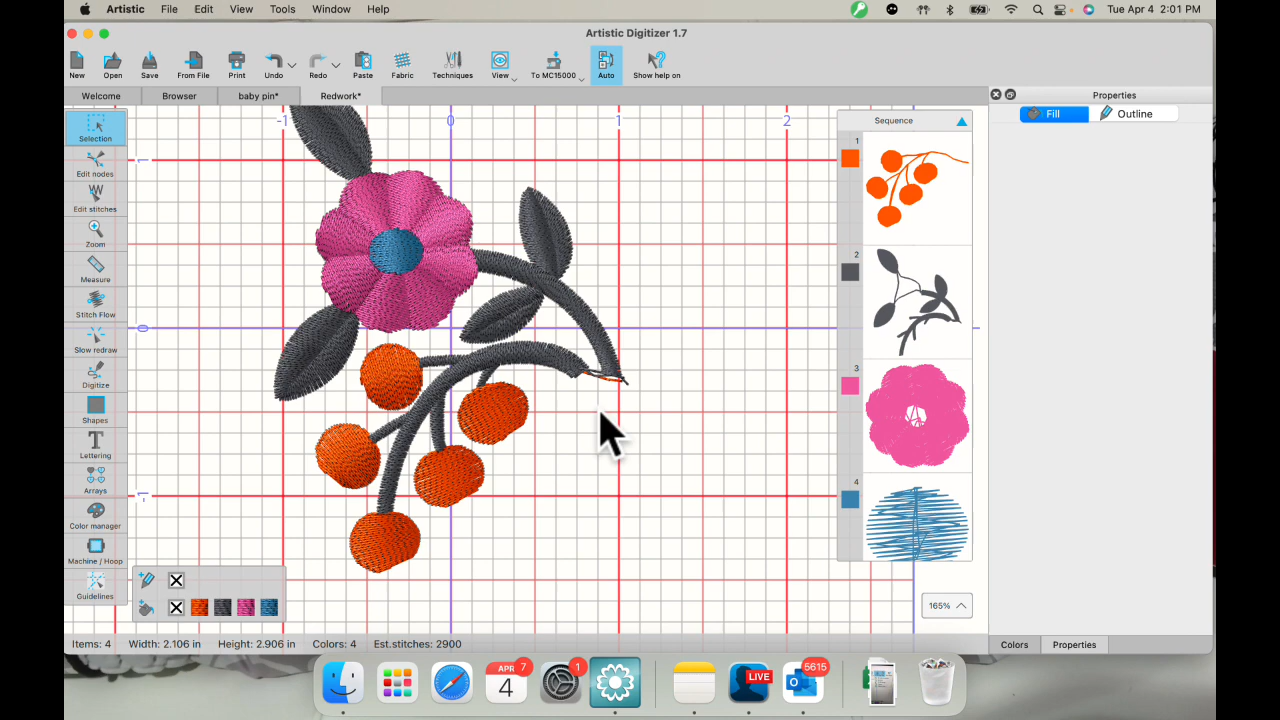 Artistic File Edit View Tools Window Help Tue Apr 4 2:01 PM
Artistic Digitizer 1.7
New Open Save From File Print Undo Redo Paste Fabric Techniques View To MC15000 Auto Show help on
Welcome Browser baby pin* Redwork* Properties
Fill Outline
-1 0 1 2
Sequence
Selection
1
1
Edit nodes
Edit stitches
Zoom
2
Measure
Stitch Flow
0
Slow redraw
Digitize
3
Shapes
T
Lettering
Arrays
-1
4
Color manager
Machine / Hoop
Guidelines
165%
Items: 4 Width: 2.106 in Height: 2.906 in Colors: 4 Est.stitches: 2900 Colors Properties
APR 7
4
1
LIVE
5615